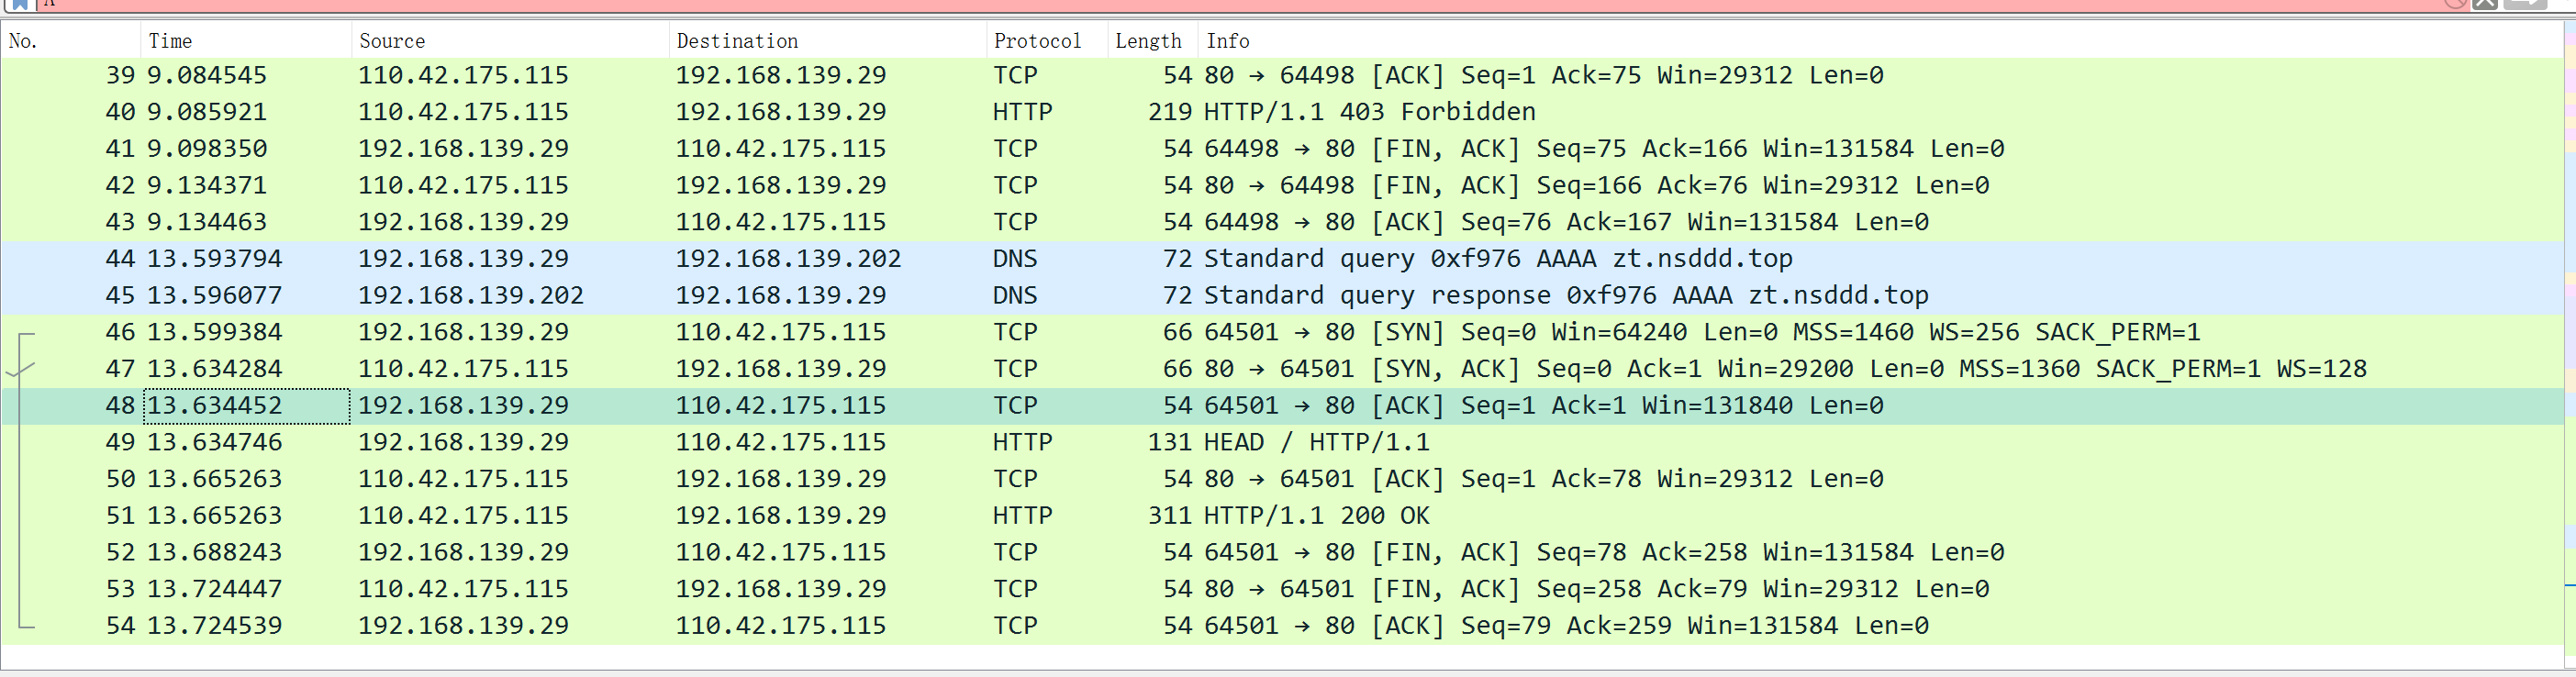 No. Time Source Destination Protocol Length Info
39 9.084545 110.42.175.115 192.168.139.29 TCP 54 80 → 64498 [ACK] Seq=1 Ack=75 Win=29312 Len=0
40 9.085921 110.42.175.115 192.168.139.29 HTTP 219 HTTP/1.1 403 Forbidden
41 9.098350 192.168.139.29 110.42.175.115 TCP 54 64498 → 80 [FIN, ACK] Seq=75 Ack=166 Win=131584 Len=0
42 9.134371 110.42.175.115 192.168.139.29 TCP 54 80 → 64498 [FIN, ACK] Seq=166 Ack=76 Win=29312 Len=0
43 9.134463 192.168.139.29 110.42.175.115 TCP 54 64498 → 80 [ACK] Seq=76 Ack=167 Win=131584 Len=0
44 13.593794 192.168.139.29 192.168.139.202 DNS 72 Standard query 0xf976 AAAA zt.nsddd.top
45 13.596077 192.168.139.202 192.168.139.29 DNS 72 Standard query response 0xf976 AAAA zt.nsddd.top
46 13.599384 192.168.139.29 110.42.175.115 TCP 66 64501 → 80 [SYN] Seq=0 Win=64240 Len=0 MSS=1460 WS=256 SACK_PERM=1
47 13.634284 110.42.175.115 192.168.139.29 TCP 66 80 → 64501 [SYN, ACK] Seq=0 Ack=1 Win=29200 Len=0 MSS=1360 SACK_PERM=1 WS=128
48 13.634452 192.168.139.29 110.42.175.115 TCP 54 64501 → 80 [ACK] Seq=1 Ack=1 Win=131840 Len=0
49 13.634746 192.168.139.29 110.42.175.115 HTTP 131 HEAD / HTTP/1.1
50 13.665263 110.42.175.115 192.168.139.29 TCP 54 80 → 64501 [ACK] Seq=1 Ack=78 Win=29312 Len=0
51 13.665263 110.42.175.115 192.168.139.29 HTTP 311 HTTP/1.1 200 OK
52 13.688243 192.168.139.29 110.42.175.115 TCP 54 64501 → 80 [FIN, ACK] Seq=78 Ack=258 Win=131584 Len=0
53 13.724447 110.42.175.115 192.168.139.29 TCP 54 80 → 64501 [FIN, ACK] Seq=258 Ack=79 Win=29312 Len=0
54 13.724539 192.168.139.29 110.42.175.115 TCP 54 64501 → 80 [ACK] Seq=79 Ack=259 Win=131584 Len=0